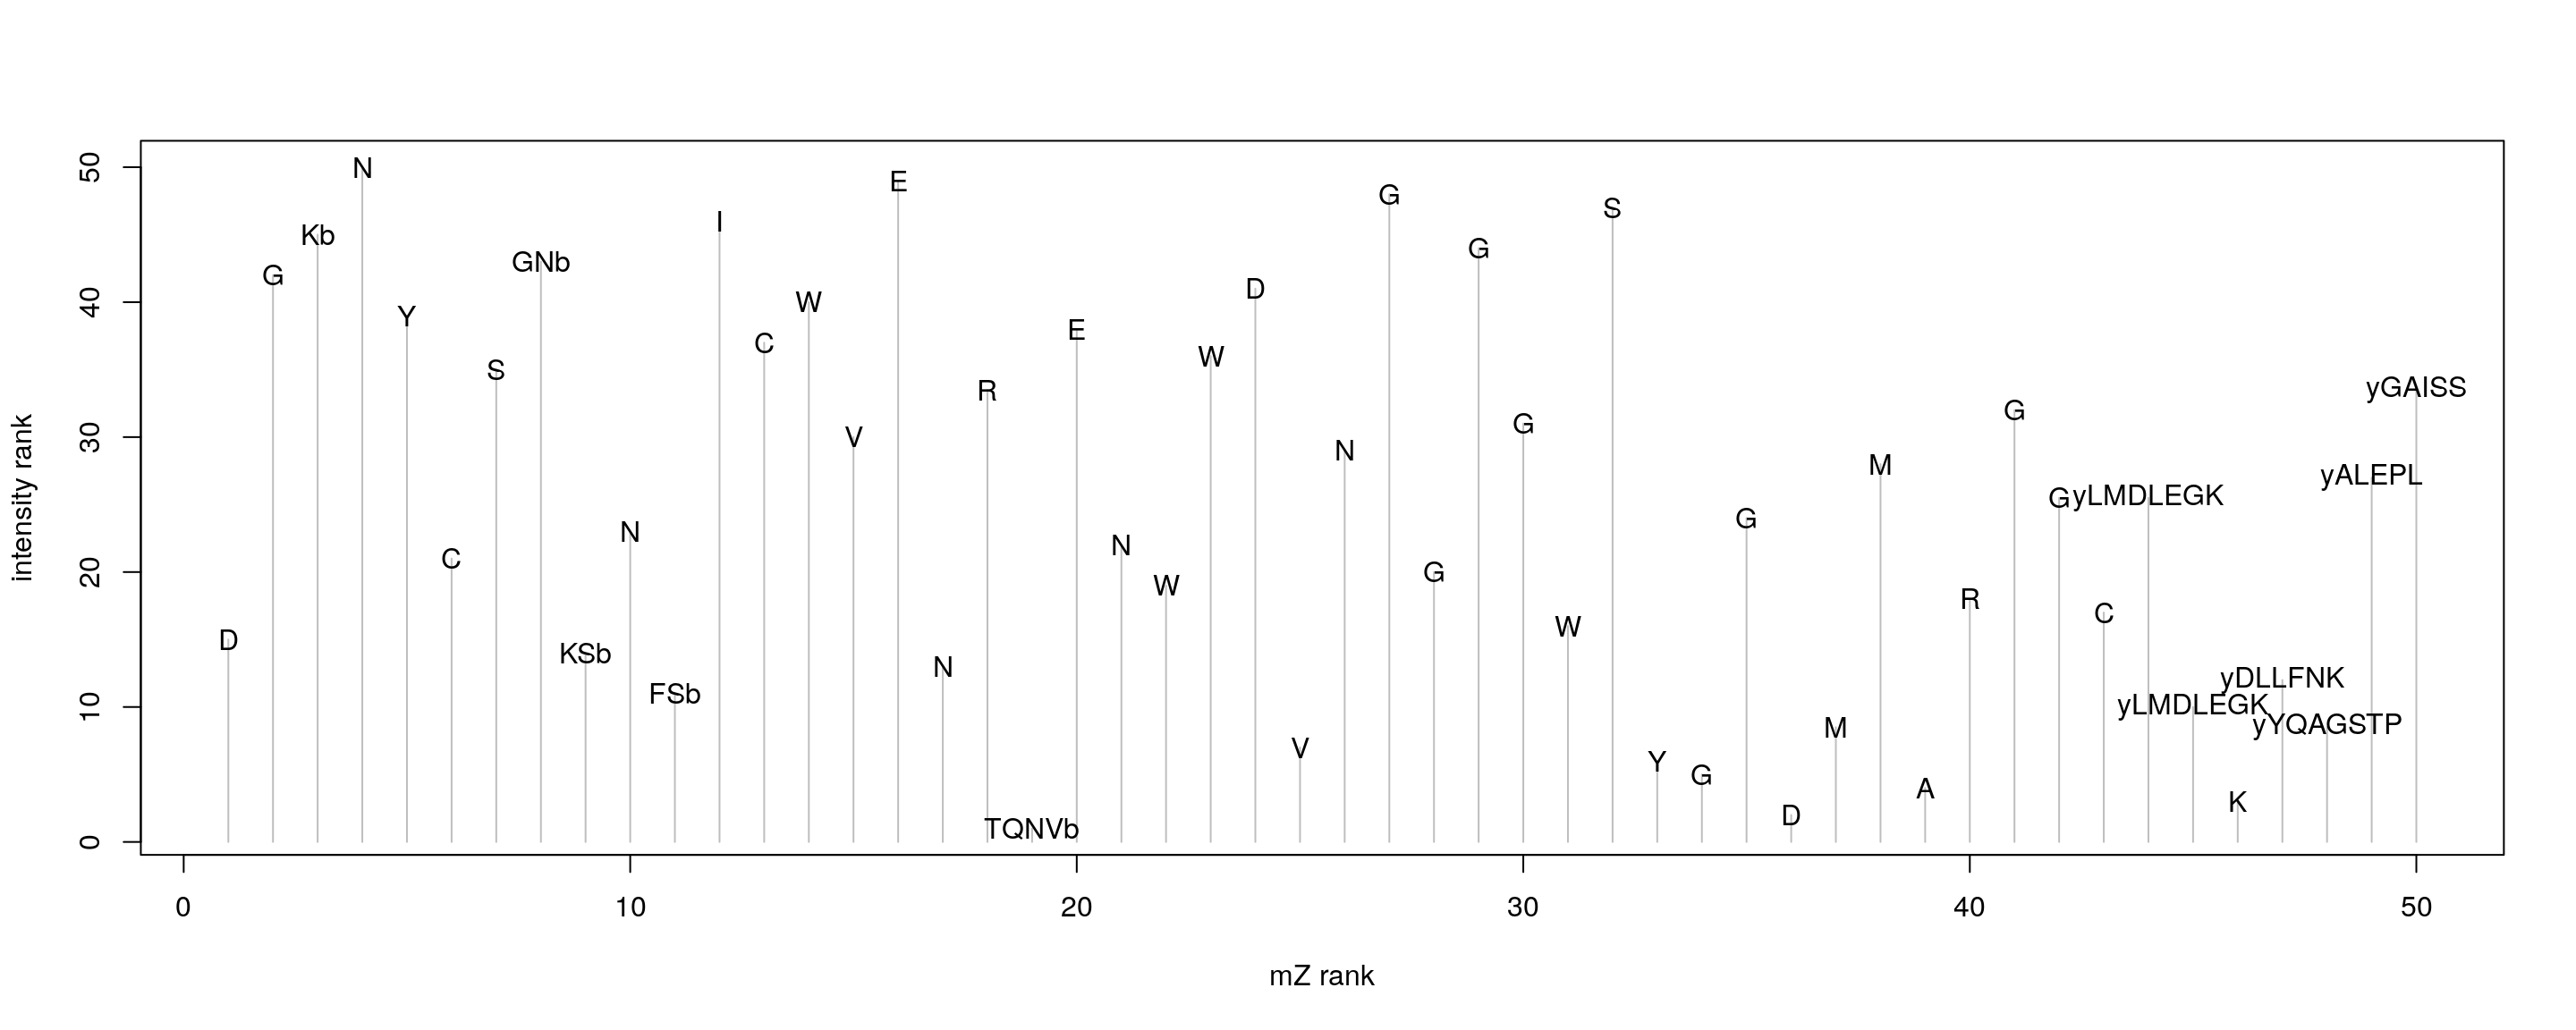 50
N
E
G
S
I
Kb
G
GNb
G
D
40
W
Y
E
C
W
S
R
yGAISS
G
30
V
G
N
M
yALEPL
G
yLMDLEGK
G
N
N
C
20
G
W
R
C
W
D
KSb
N
yDLLFNK
10
FSb
yLMDLEGK
M
yYQAGSTP
V
Y
G
A
K
D
TQNVb
0
intensity rank
0 10 20 30 40 50
mZ rank